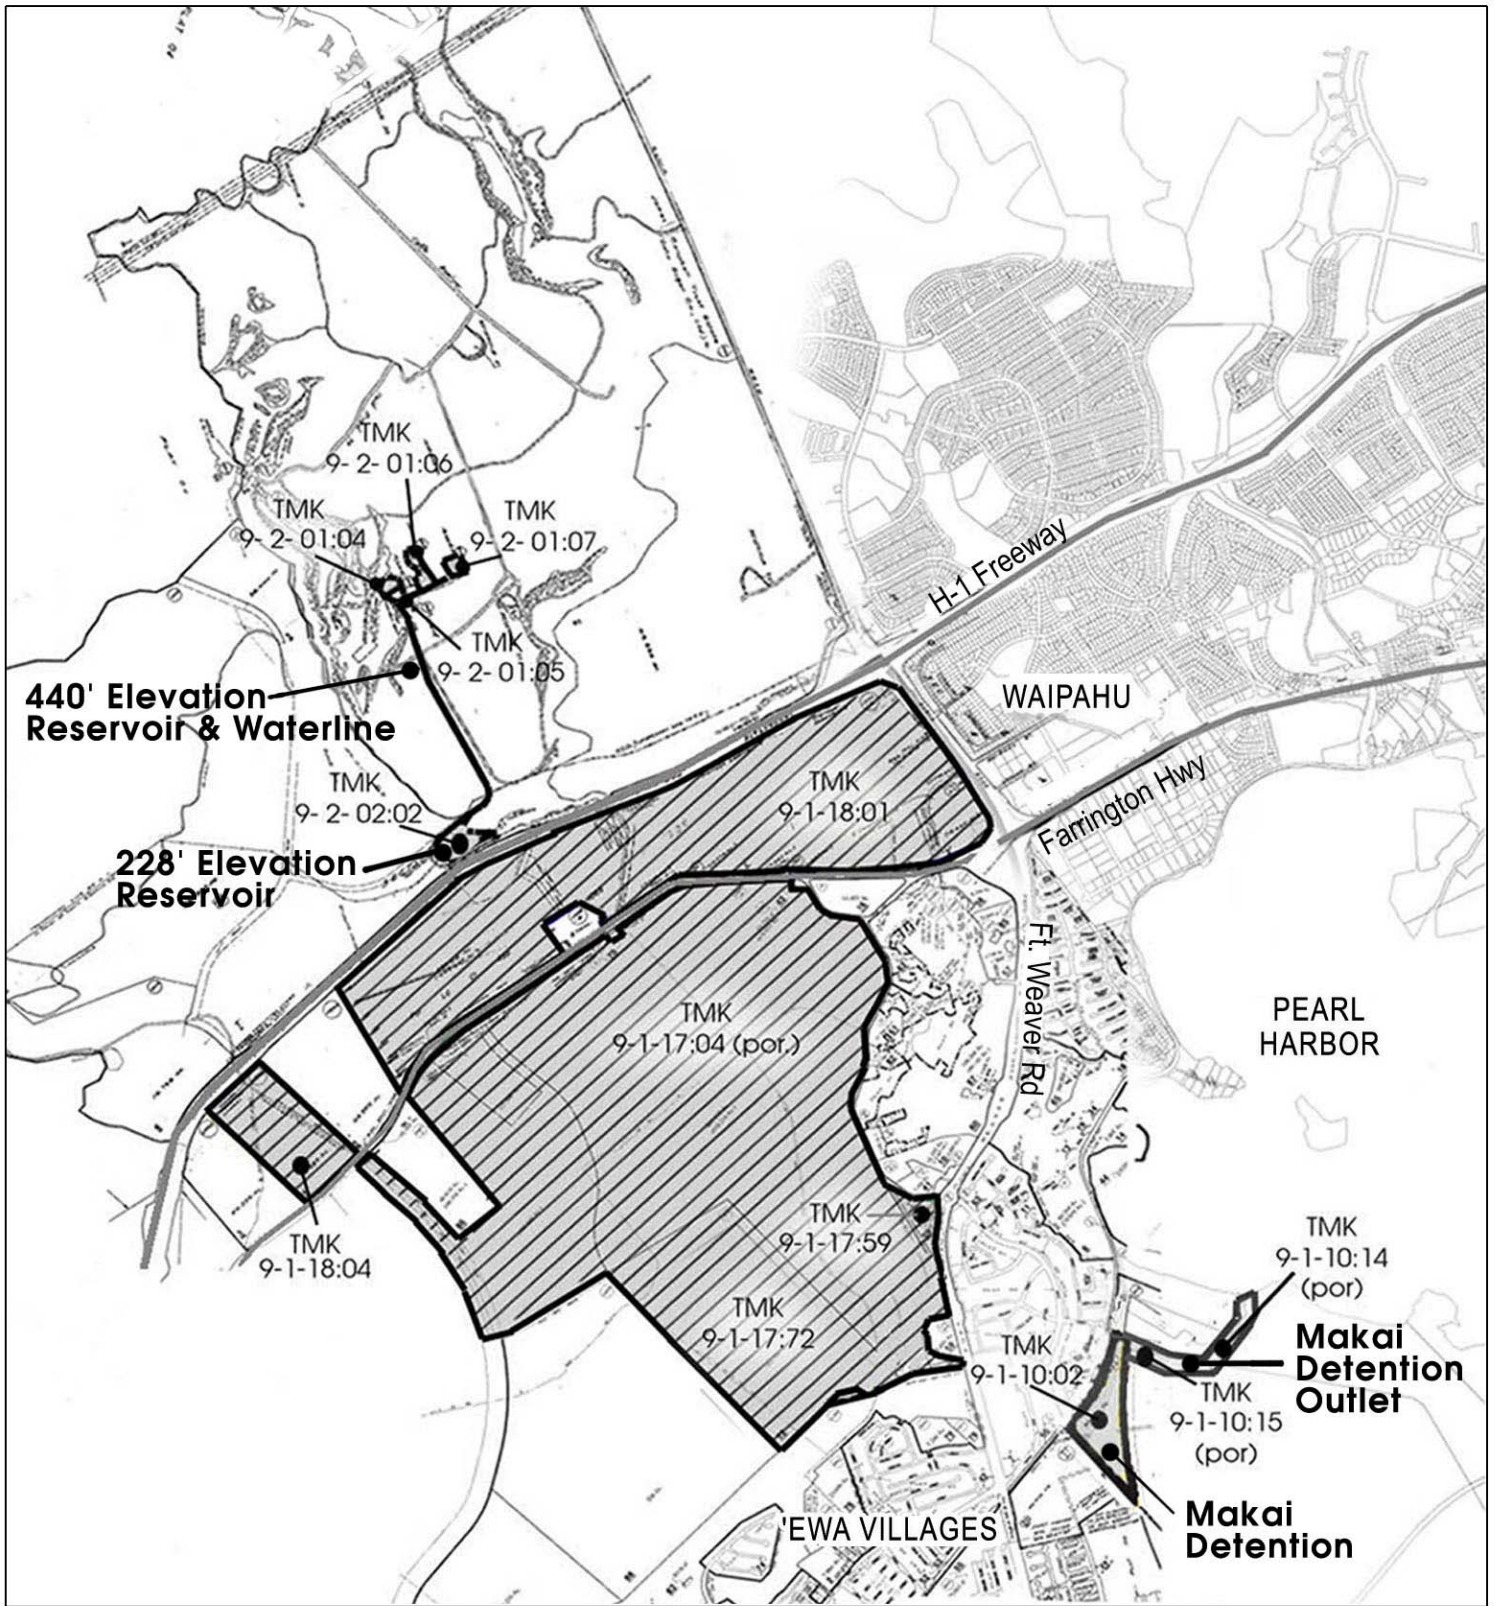 TMK
9- 2- 01:06
TMK
9- 2- 01:04
TMK
9- 2- 01:07
TMK
9- 2- 01:05
440' Elevation
Reservoir & Waterline
TMK
9- 2- 02:02
228' Elevation
Reservoir
H-1 Freeway
WAIPAHU
Farrington Hwy
TMK
9-1-18:01
Ft. Weaver Rd
PEARL
HARBOR
TMK
9-1-17:04 (por.)
TMK
9-1-18:04
TMK
9-1-17:59
TMK
9-1-17:72
TMK
9-1-10:14
(por)
TMK
9-1-10:02
Makai
Detention
Outlet
TMK
9-1-10:15
(por)
Makai
Detention
'EWA VILLAGES